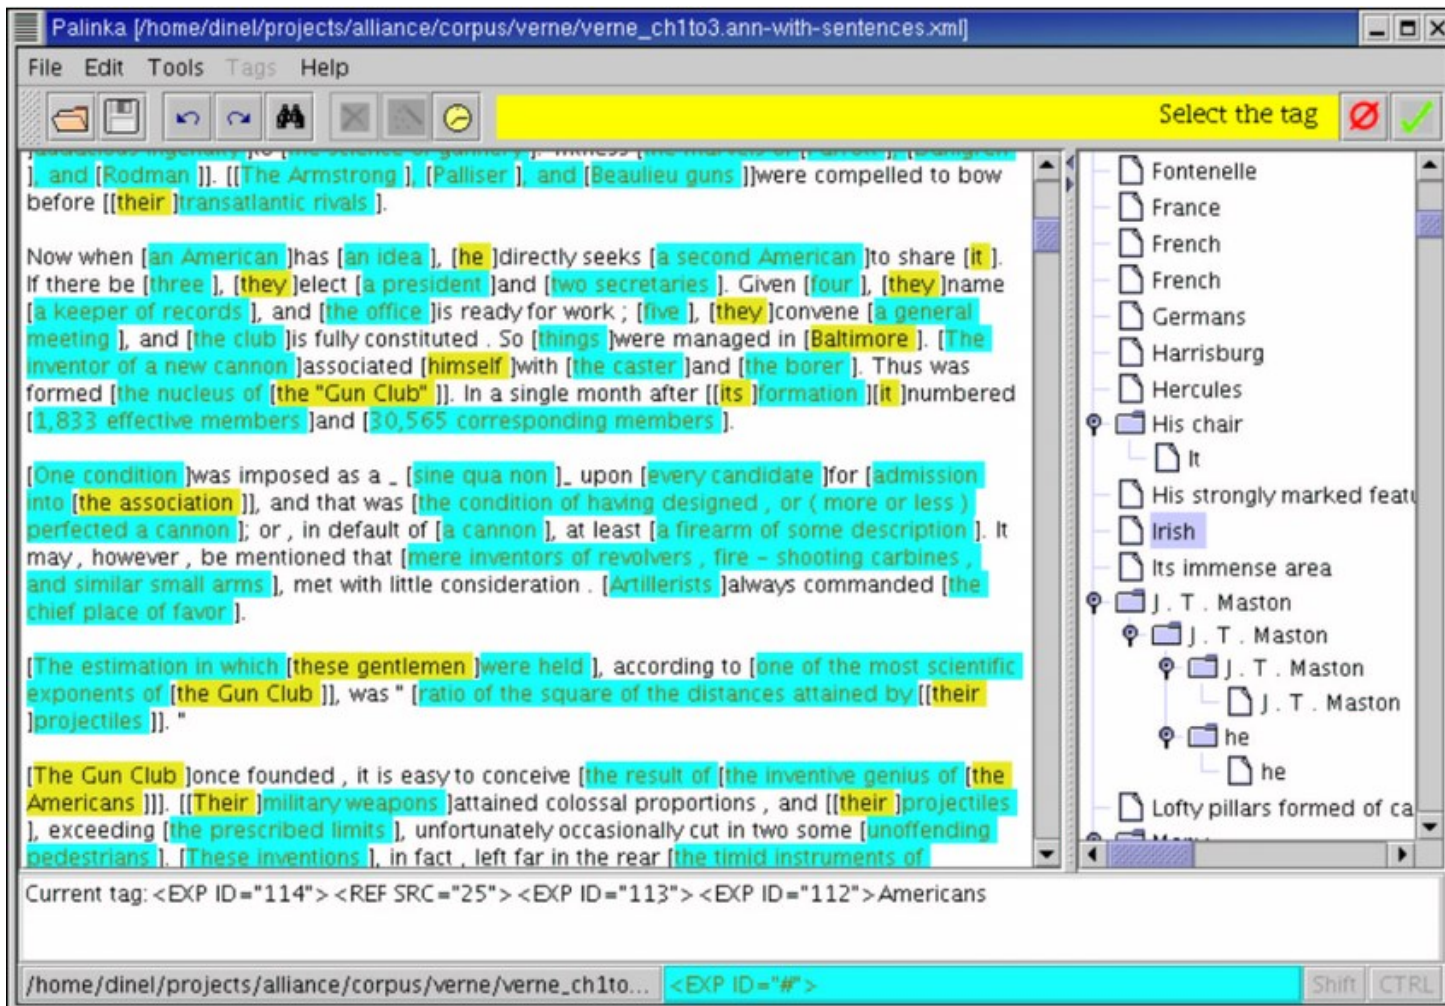 Palinka [/home/dinel/projects/alliance/corpus/verne/verne_ch1to3.ann-with-sentences.xml]
File Edit Tools Tags Help
Select the tag
], and [Rodman ]]. [[The Armstrong ], [Palliser ], and [Beaulieu guns ]]were compelled to bow
before [[their ]transatlantic rivals ].
Now when [an American ]has [an idea ], [he ]directly seeks [a second American ]to share [it ].
If there be [three ], [they ]elect [a president ]and [two secretaries ]. Given [four ], [they ]name
[a keeper of records ], and [the office ]is ready for work ; [five ], [they ]convene [a general
meeting ], and [the club ]is fully constituted . So [things ]were managed in [Baltimore ]. [The
inventor of a new cannon ]associated [himself ]with [the caster ]and [the borer ]. Thus was
formed [the nucleus of [the "Gun Club" ]]. In a single month after [[its ]formation ][it ]numbered
[1,833 effective members ]and [30,565 corresponding members ].
[One condition ]was imposed as a _ [sine qua non ]_ upon [every candidate ]for [admission
into [the association ]], and that was [the condition of having designed , or ( more or less )
perfected a cannon ]; or , in default of [a cannon ], at least [a firearm of some description ]. It
may , however , be mentioned that [mere inventors of revolvers , fire - shooting carbines ,
and similar small arms ], met with little consideration . [Artillerists ]always commanded [the
chief place of favor ].
[The estimation in which [these gentlemen ]were held ], according to [one of the most scientific
exponents of [the Gun Club ]], was " [ratio of the square of the distances attained by [[their
]projectiles ]]. "
[The Gun Club ]once founded , it is easy to conceive [the result of [the inventive genius of [the
Americans ]]]. [[Their ]military weapons ]attained colossal proportions , and [[their ]projectiles
], exceeding [the prescribed limits ], unfortunately occasionally cut in two some [unoffending
pedestrians ]. [These inventions ], in fact , left far in the rear [the timid instruments of
Fontenelle
France
French
French
Germans
Harrisburg
Hercules
His chair
It
His strongly marked featu
Irish
Its immense area
J . T . Maston
J . T . Maston
J . T . Maston
J . T . Maston
he
he
Lofty pillars formed of ca
Current tag: <EXP ID="114"> <REF SRC="25"> <EXP ID="113"> <EXP ID="112"> Americans
/home/dinel/projects/alliance/corpus/verne/verne_ch1to... <EXP ID="#"> Shift CTRL